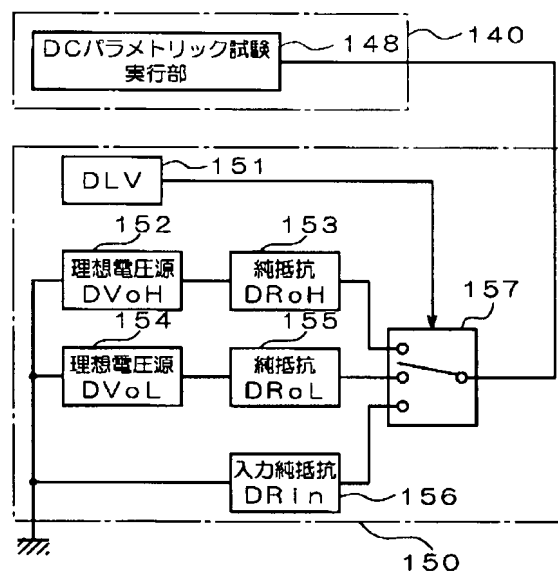 DCパラメトリック試験
実行部
148
140
DLV
151
152
理想電圧源
DVoH
153
純抵抗
DRoH
154
理想電圧源
DVoL
155
純抵抗
DRoL
157
入力純抵抗
DRin
156
150